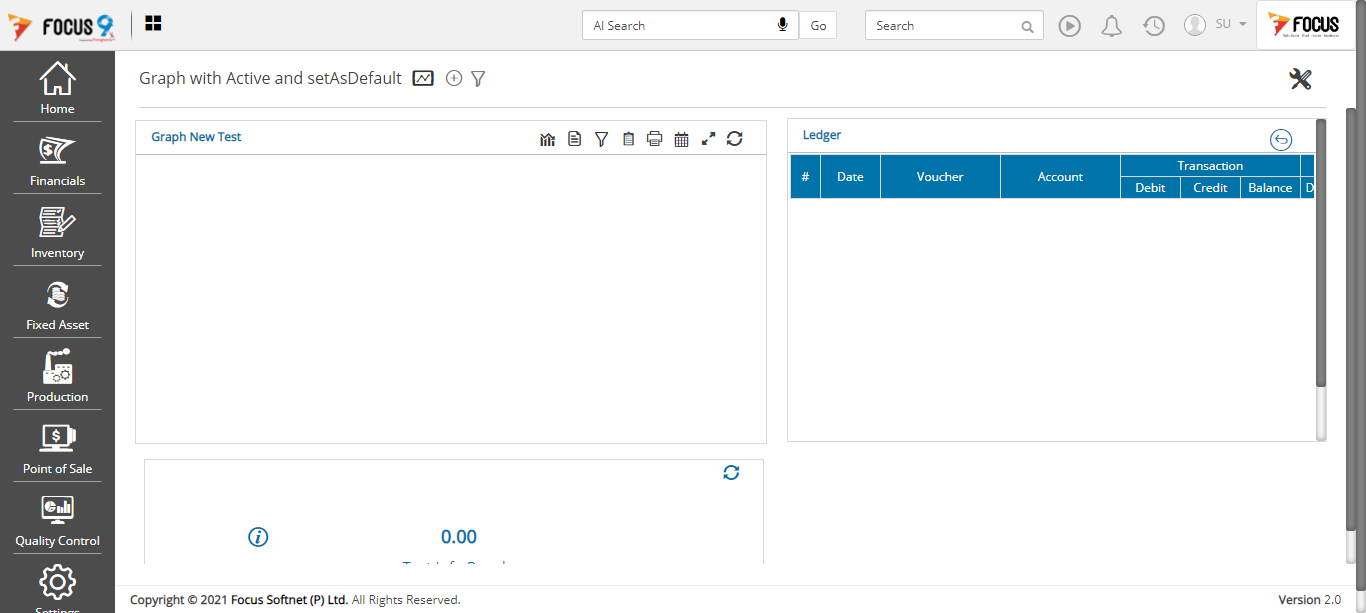 FOCUS 9
AI Search
Go
Search
SU
FOCUS
Home
Financials
Inventory
Fixed Asset
Production
Point of Sale
Quality Control
Settings
Graph with Active and setAsDefault
Graph New Test
Ledger
# Date Voucher Account Transaction
Debit Credit Balance D
0.00
Copyright © 2021 Focus Softnet (P) Ltd. All Rights Reserved.
Version 2.0